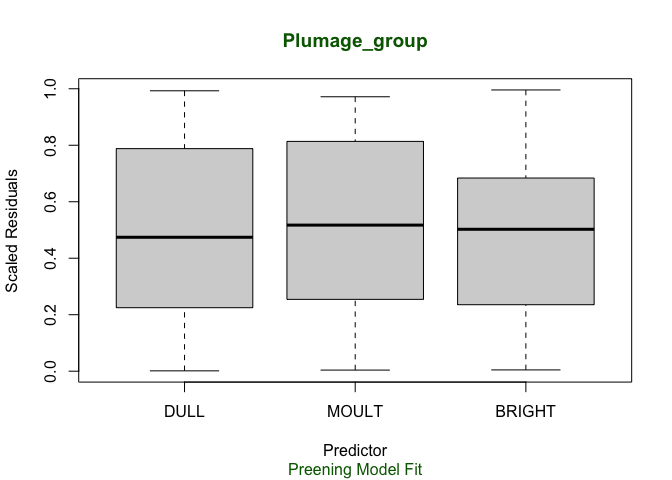 Plumage_group
Scaled Residuals
1.0
0.8
0.6
0.4
0.2
0.0
DULL MOULT BRIGHT
Predictor
Preening Model Fit